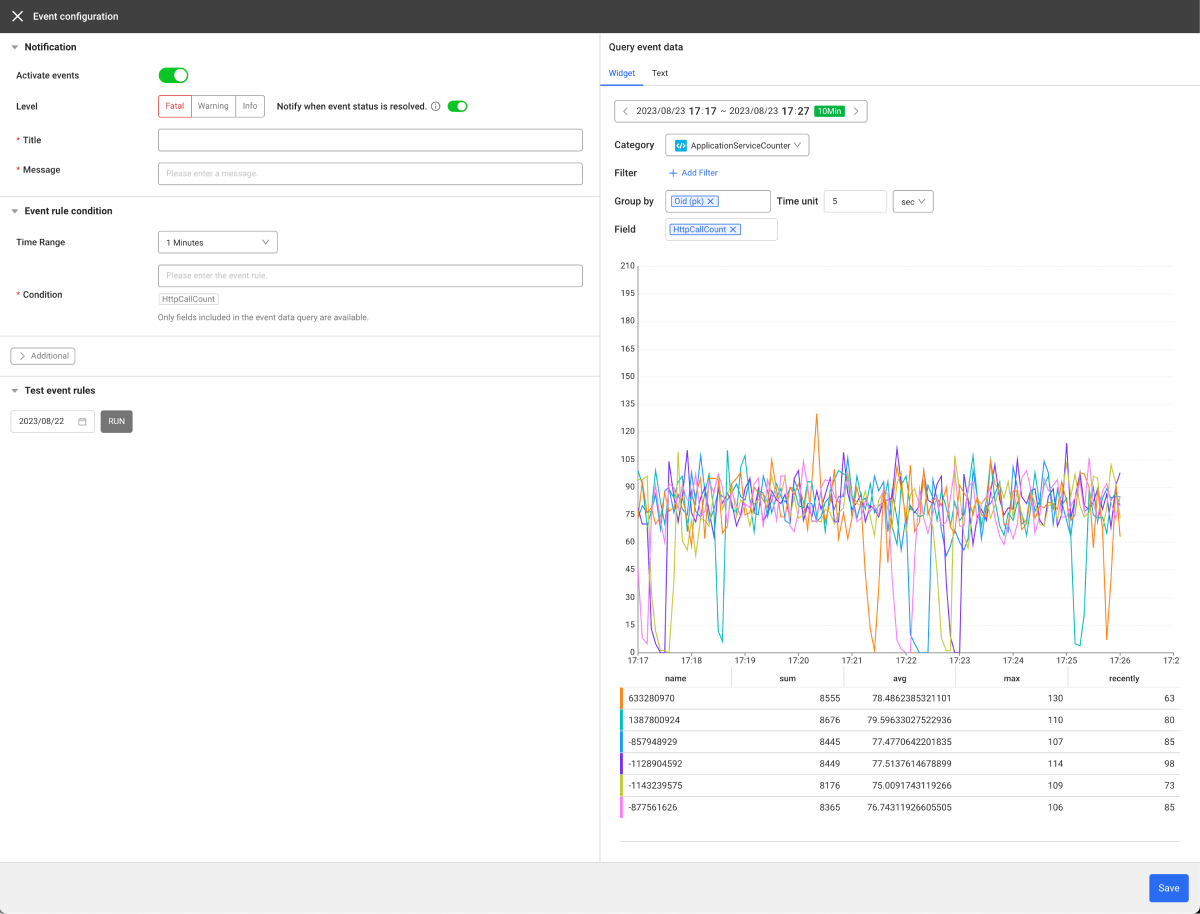 Event configuration
Notification
Activate events
Level Fatal Warning Info Notify when event status is resolved.
* Title
* Message Please enter a message.
Event rule condition
Time Range 1 Minutes
Please enter the event rule.
* Condition
HttpCallCount
Only fields included in the event data query are available.
Additional
Test event rules
2023/08/22 RUN
Query event data
Widget Text
2023/08/23 17:17 ~ 2023/08/23 17:27 10Min
Category ApplicationServiceCounter
Filter + Add Filter
Group by Oid (pk) Time unit 5 sec
Field HttpCallCount
210
195
180
165
150
135
120
105
90
75
60
45
30
15
0
17:17 17:18 17:19 17:20 17:21 17:22 17:23 17:24 17:25 17:26 17:2
name sum avg max recently
633280970 8555 78.4862385321101 130 63
1387800924 8676 79.59633027522936 110 80
-857948929 8445 77.4770642201835 107 85
-1128904592 8449 77.5137614678899 114 98
-1143239575 8176 75.0091743119266 109 73
-877561626 8365 76.74311926605505 106 85
Save